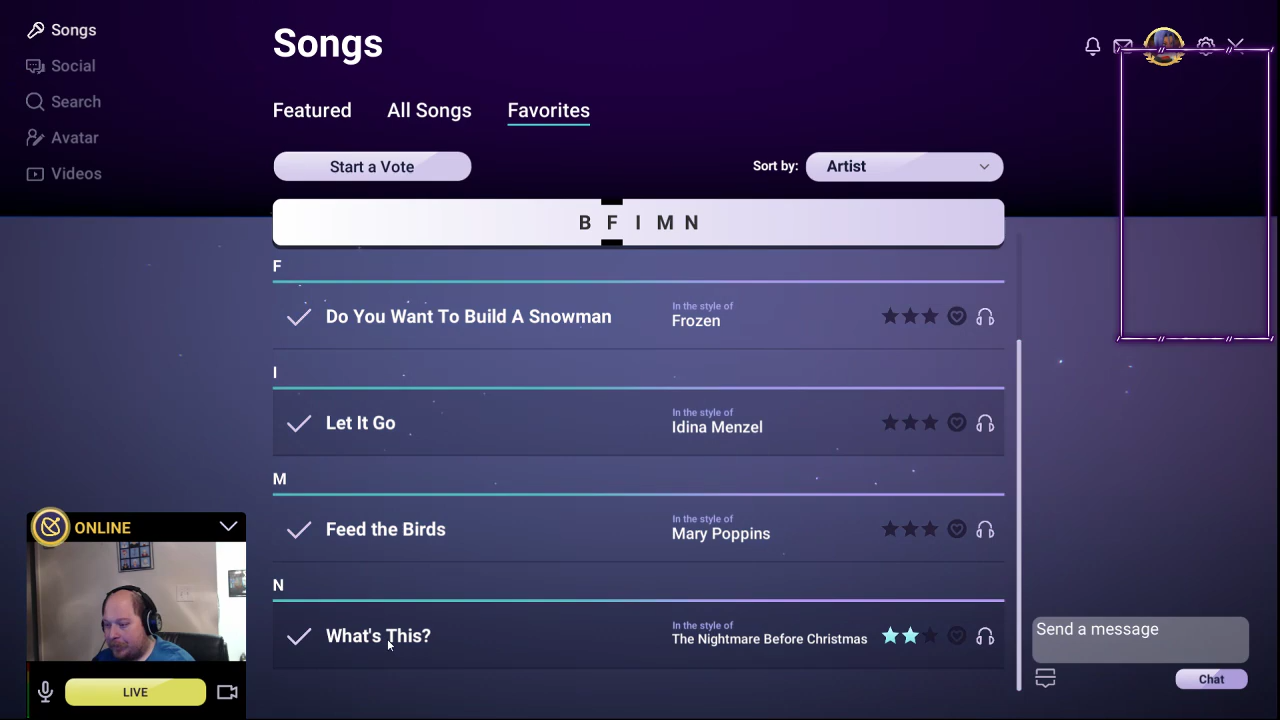 Songs
Social
Search
Avatar
Videos
Songs
Featured
All Songs
Favorites
Start a Vote
Sort by:
Artist
B F I M N
F
Do You Want To Build A Snowman
In the style of
Frozen
I
Let It Go
In the style of
Idina Menzel
M
Feed the Birds
In the style of
Mary Poppins
N
What's This?
In the style of
The Nightmare Before Christmas
ONLINE
LIVE
Send a message
Chat